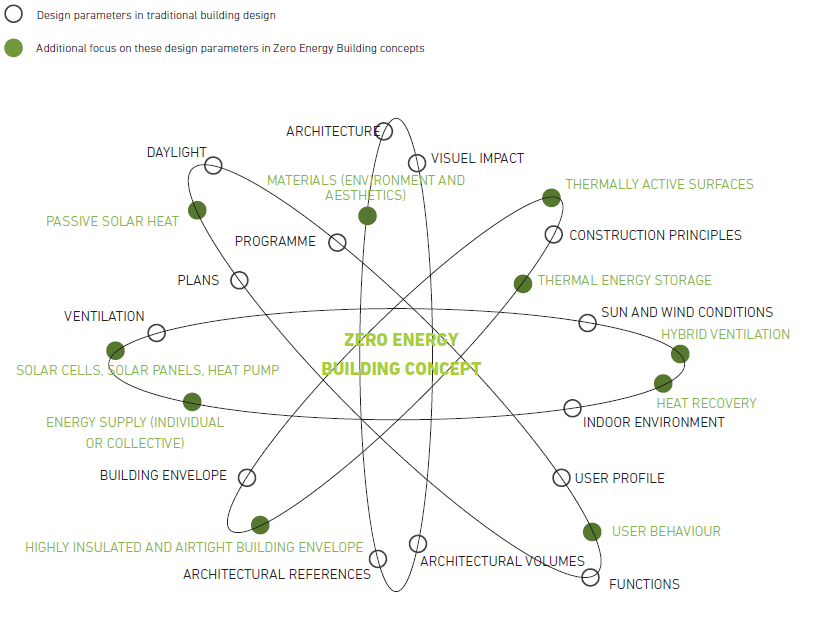 Design parameters in traditional building design
Additional focus on these design parameters in Zero Energy Building concepts
ARCHITECTURE
DAYLIGHT
VISUEL IMPACT
MATERIALS (ENVIRONMENT AND
AESTHETICS)
THERMALLY ACTIVE SURFACES
PASSIVE SOLAR HEAT
PROGRAMME
CONSTRUCTION PRINCIPLES
PLANS
THERMAL ENERGY STORAGE
VENTILATION
SUN AND WIND CONDITIONS
HYBRID VENTILATION
ZERO ENERGY
BUILDING CONCEPT
SOLAR CELLS, SOLAR PANELS, HEAT PUMP
HEAT RECOVERY
ENERGY SUPPLY (INDIVIDUAL
OR COLLECTIVE)
INDOOR ENVIRONMENT
BUILDING ENVELOPE
USER PROFILE
USER BEHAVIOUR
HIGHLY INSULATED AND AIRTIGHT BUILDING ENVELOPE
ARCHITECTURAL VOLUMES
ARCHITECTURAL REFERENCES
FUNCTIONS